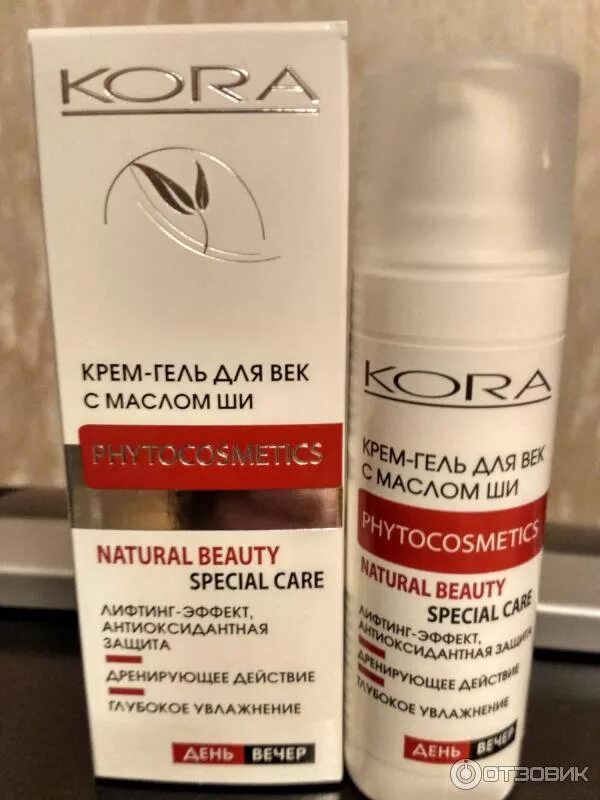 KORA
КРЕМ-ГЕЛЬ ДЛЯ ВЕК
С МАСЛОМ ШИ
PHYTOCOSMETICS
NATURAL BEAUTY
SPECIAL CARE
ЛИФТИНГ-ЭФФЕКТ,
АНТИОКСИДАНТНАЯ
ЗАЩИТА
ДРЕНИРУЮЩЕЕ ДЕЙСТВИЕ
ГЛУБОКОЕ УВЛАЖНЕНИЕ
ДЕНЬ ВЕЧЕР
KORA
КРЕМ-ГЕЛЬ ДЛЯ ВЕК
С МАСЛОМ ШИ
PHYTOCOSMETICS
NATURAL BEAUTY
SPECIAL CARE
ЛИФТИНГ-ЭФФЕКТ,
АНТИОКСИДАНТНАЯ ЗАЩИТА
ДРЕНИРУЮЩЕЕ ДЕЙСТВИЕ
ГЛУБОКОЕ УВЛАЖНЕНИЕ
ДЕНЬ ВЕЧЕР
ОТЗОВИК